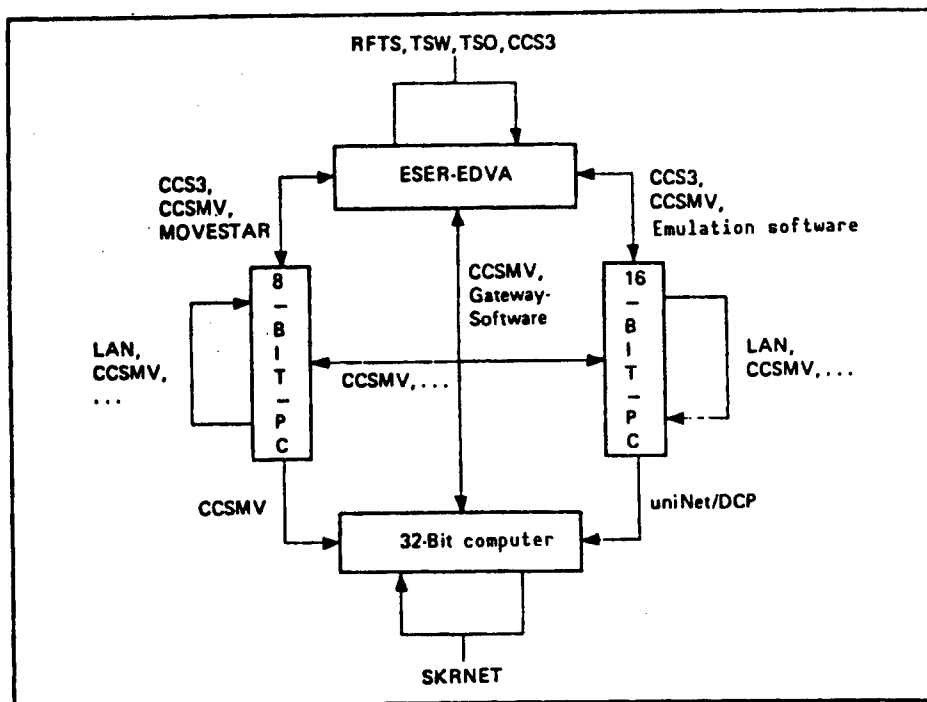 RFTS, TSW, TSO, CCS3
ESER-EDVA
CCS3,
CCSMV,
MOVESTAR
CCS3,
CCSMV,
Emulation software
CCSMV,
Gateway-
Software
8
—
B
I
T
—
P
C
16
—
B
I
T
—
P
C
LAN,
CCSMV,
...
CCSMV, ...
LAN,
CCSMV, ...
CCSMV
uniNet/DCP
32-Bit computer
SKRNET